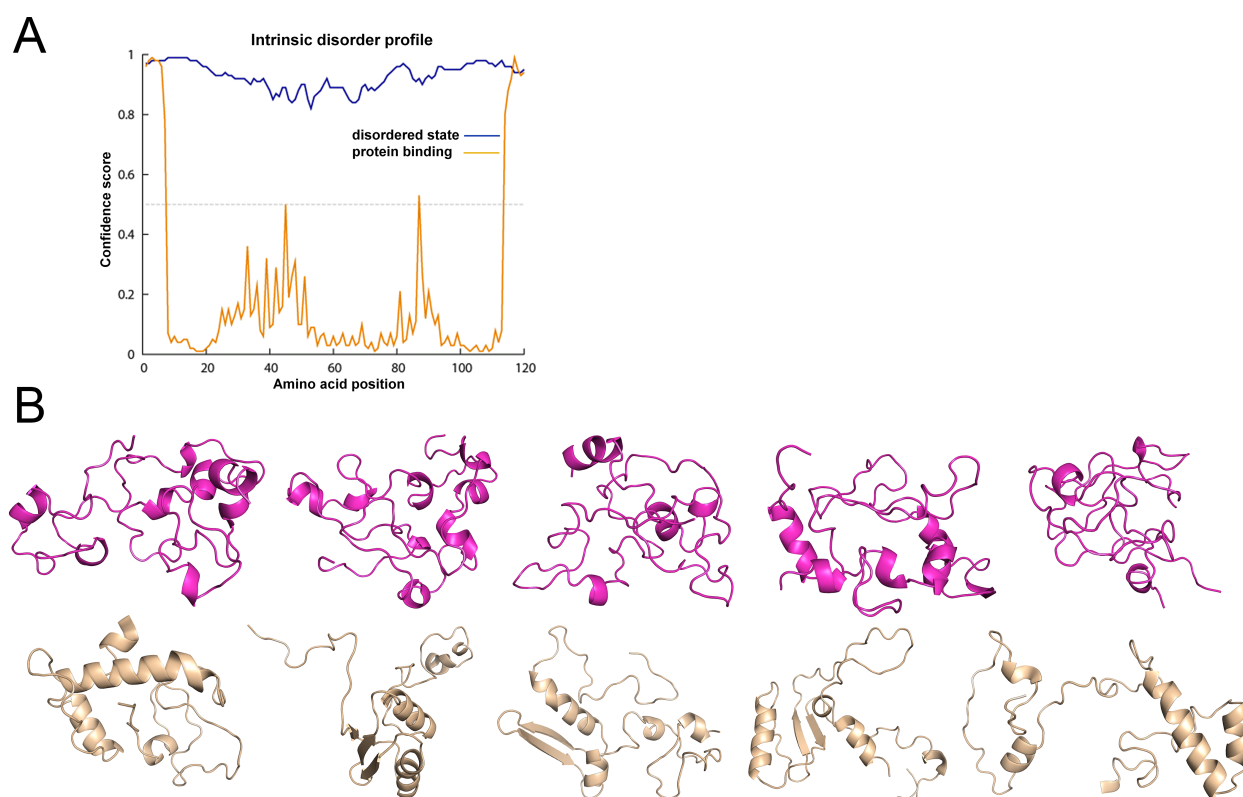 A
Intrinsic disorder profile
1
0.8
0.6
0.4
0.2
0
Confidence score
disordered state
protein binding
0
20
40
60
80
100
120
Amino acid position
B